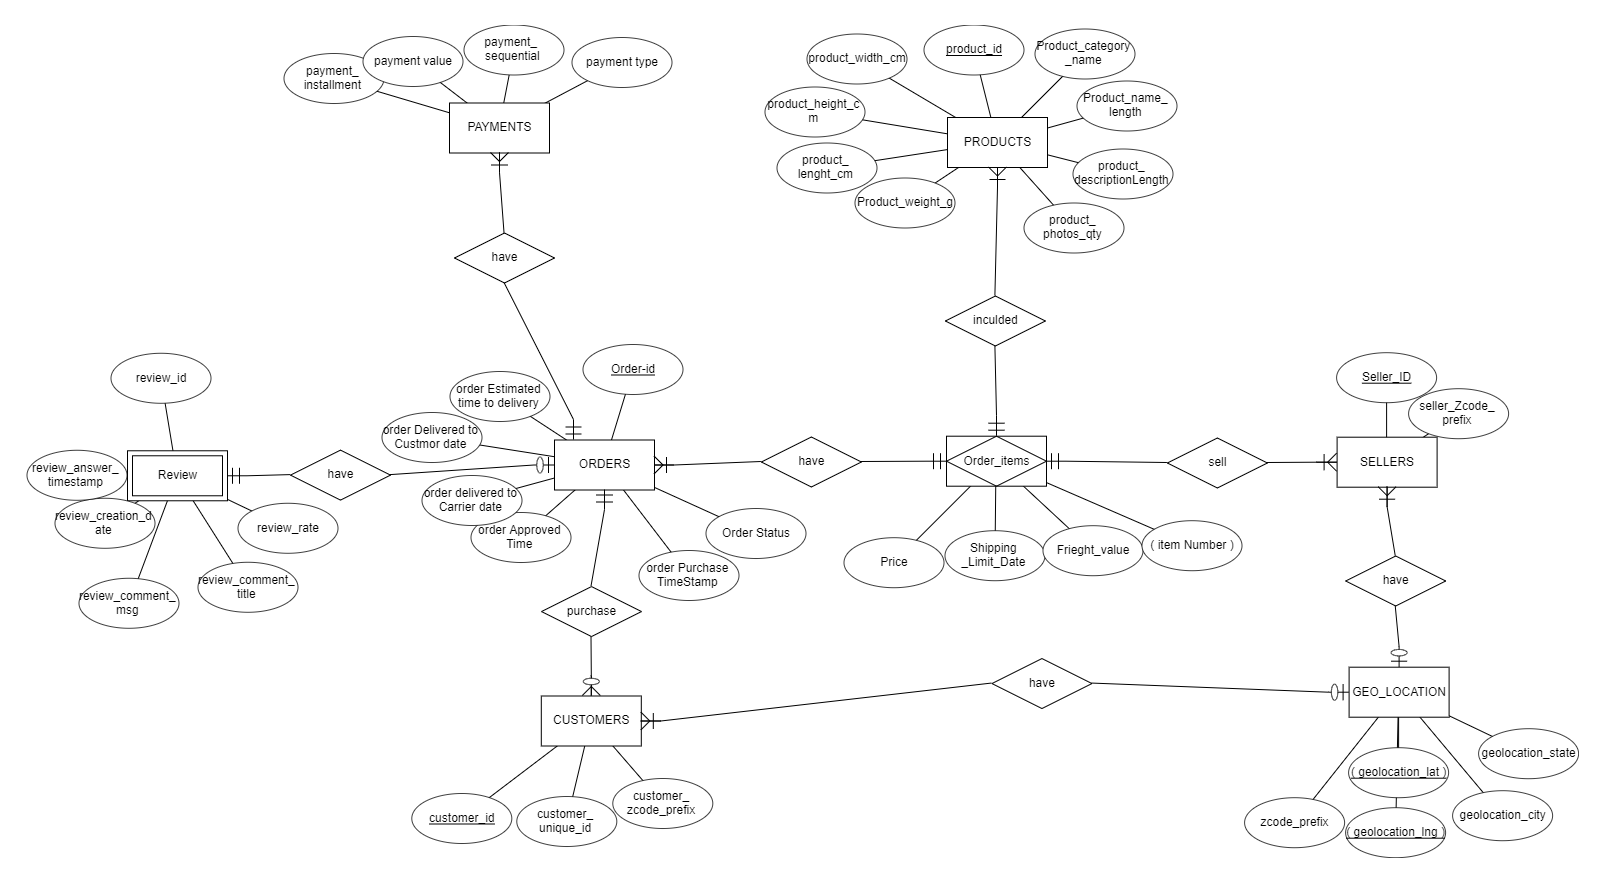 payment_
installment
payment value
payment_
sequential
payment type
PAYMENTS
have
product_width_cm
product_id
Product_category
_name
product_height_c
m
Product_name_
length
PRODUCTS
product_
lenght_cm
product_
descriptionLength
Product_weight_g
product_
photos_qty
inculded
review_id
review_answer_
timestamp
Review
review_creation_d
ate
review_rate
review_comment_
title
review_comment_
msg
have
order Estimated
time to delivery
Order-id
order Delivered to
Custmor date
ORDERS
order delivered to
Carrier date
order Approved
Time
order Purchase
TimeStamp
Order Status
have
Order_items
Price
Shipping
_Limit_Date
Frieght_value
( item Number )
sell
Seller_ID
seller_Zcode_
prefix
SELLERS
have
purchase
CUSTOMERS
customer_id
customer_
unique_id
customer_
zcode_prefix
have
GEO_LOCATION
geolocation_state
( geolocation_lat )
zcode_prefix
( geolocation_lng )
geolocation_city